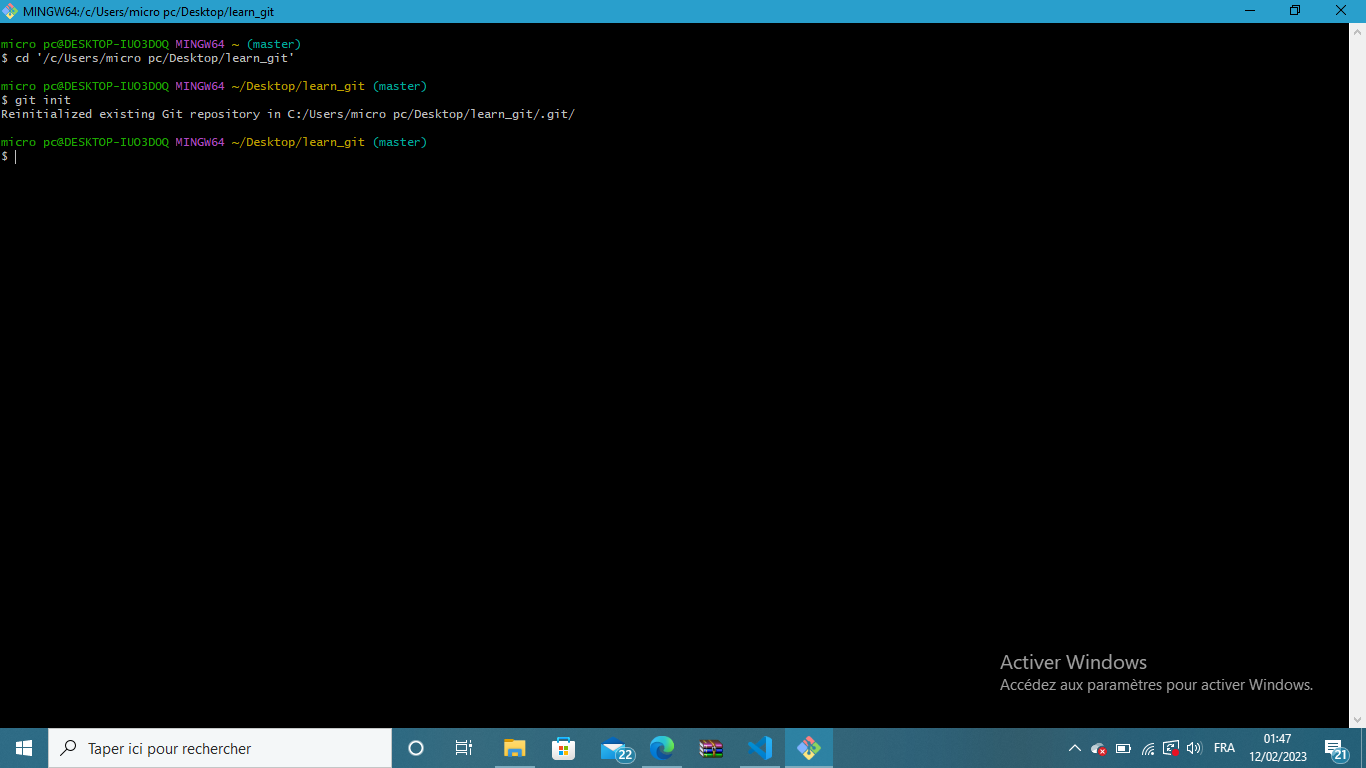 MINGW64:/c/Users/micro pc/Desktop/learn_git
micro pc@DESKTOP-IUO3DOQ MINGW64 ~ (master)
$ cd '/c/Users/micro pc/Desktop/learn_git'
micro pc@DESKTOP-IUO3DOQ MINGW64 ~/Desktop/learn_git (master)
$ git init
Reinitialized existing Git repository in C:/Users/micro pc/Desktop/learn_git/.git/
micro pc@DESKTOP-IUO3DOQ MINGW64 ~/Desktop/learn_git (master)
$
Activer Windows
Accédez aux paramètres pour activer Windows.
Taper ici pour rechercher
22
FRA
01:47
12/02/2023
21